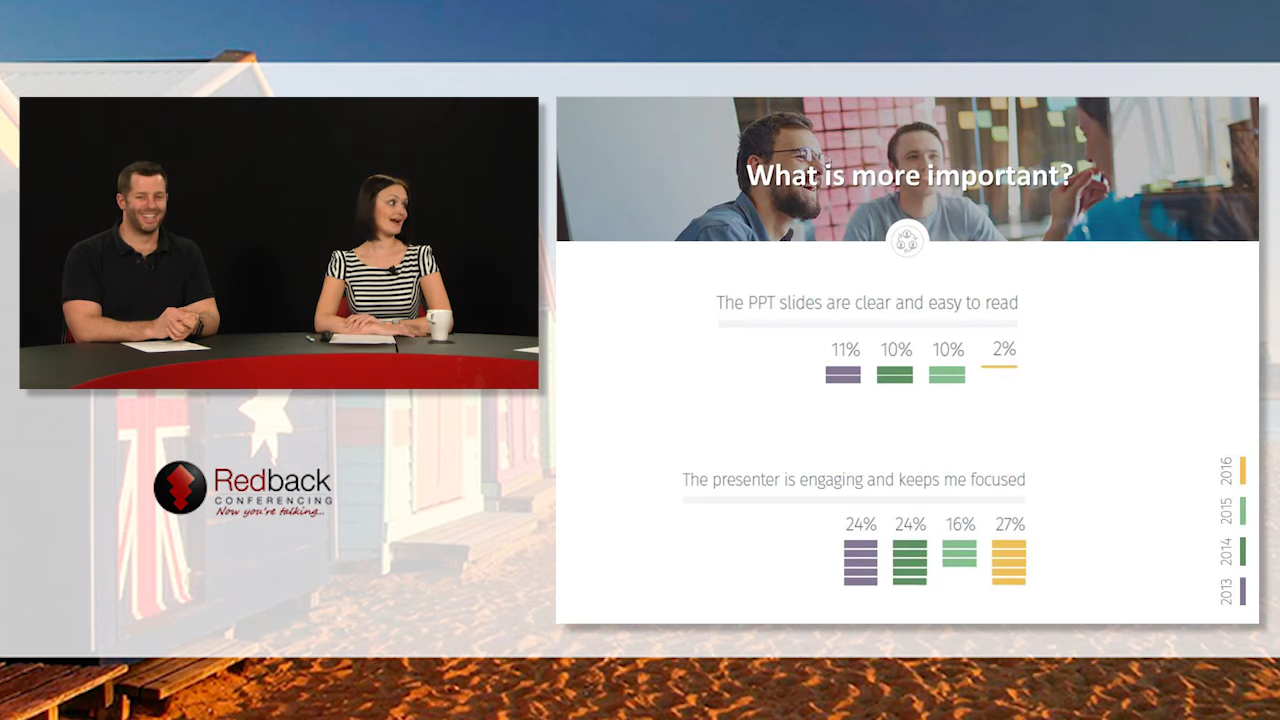 What is more important?
The PPT slides are clear and easy to read
11% 10% 10% 2%
The presenter is engaging and keeps me focused
24% 24% 16% 27%
2016
2015
2014
2013
Redback
CONFERENCING
Now you're talking...